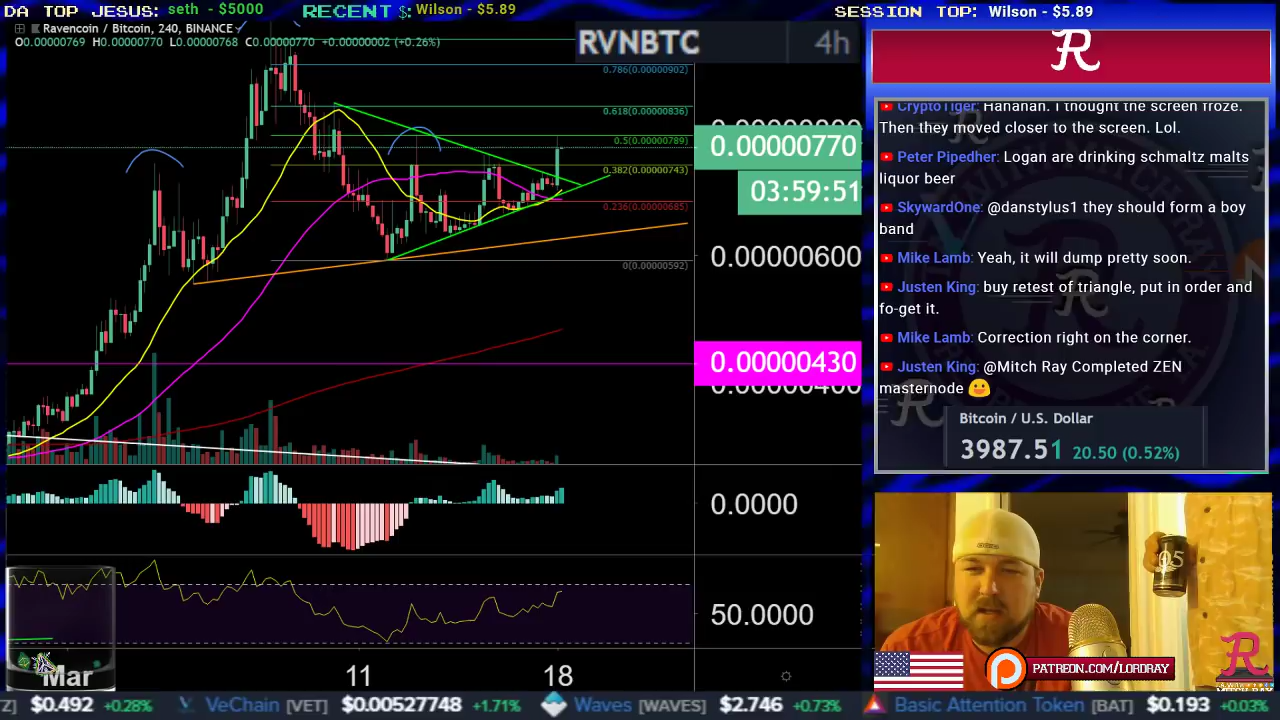 DA TOP JESUS: seth - $5000
RECENT $: Wilson - $5.89
SESSION TOP: Wilson - $5.89
Ravencoin / Bitcoin, 240, BINANCE
O0.00000769 H0.00000770 L0.00000768 C0.00000770 +0.00000002 (+0.26%)
RVNBTC 4h
0.786(0.00000902)
0.618(0.00000836)
0.5(0.00000789)
0.382(0.00000743)
0.236(0.00000685)
0(0.00000592)
0.00000770
03:59:51
0.00000600
0.00000430
0.0000
50.0000
Mar 11 18
R
CryptoTiger: Hahahah. I thought the screen froze.
Then they moved closer to the screen. Lol.
Peter Pipedher: Logan are drinking schmaltz malts
liquor beer
SkywardOne: @danstylus1 they should form a boy
band
Mike Lamb: Yeah, it will dump pretty soon.
Justen King: buy retest of triangle, put in order and
fo-get it.
Mike Lamb: Correction right on the corner.
Justen King: @Mitch Ray Completed ZEN
masternode
Bitcoin / U.S. Dollar
3987.51 20.50 (0.52%)
PATREON.COM/LORDRAY
R
MITCH RAY
Z] $0.492 +0.28% VeChain [VET] $0.00527748 +1.71% Waves [WAVES] $2.746 +0.73% Basic Attention Token [BAT] $0.193 +0.03%